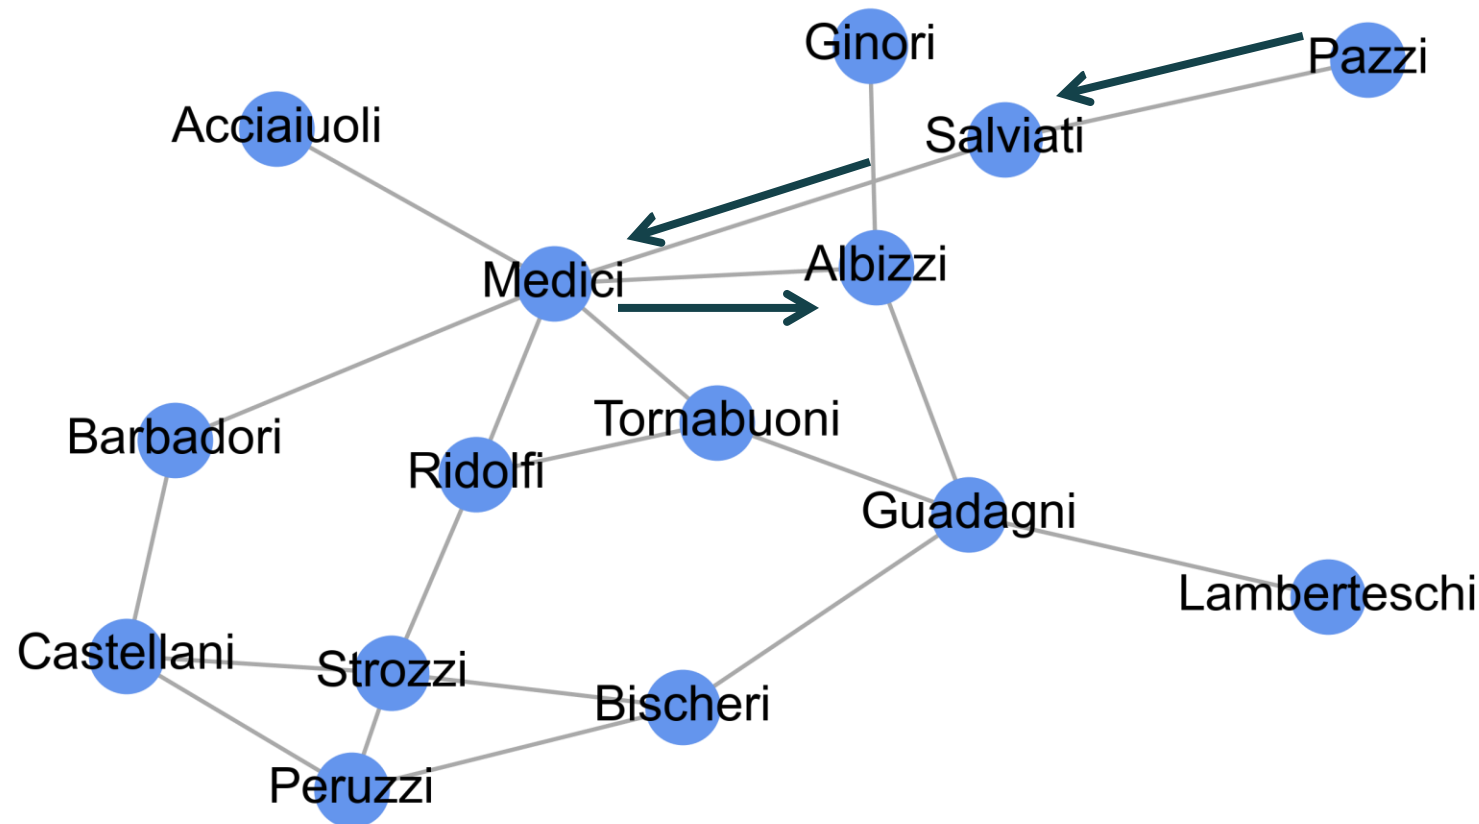 Ginori
Pazzi
Acciaiuoli
Salviati
Medici
Albizzi
Barbadori
Ridolfi
Tornabuoni
Guadagni
Lamberteschi
Castellani
Strozzi
Bischeri
Peruzzi